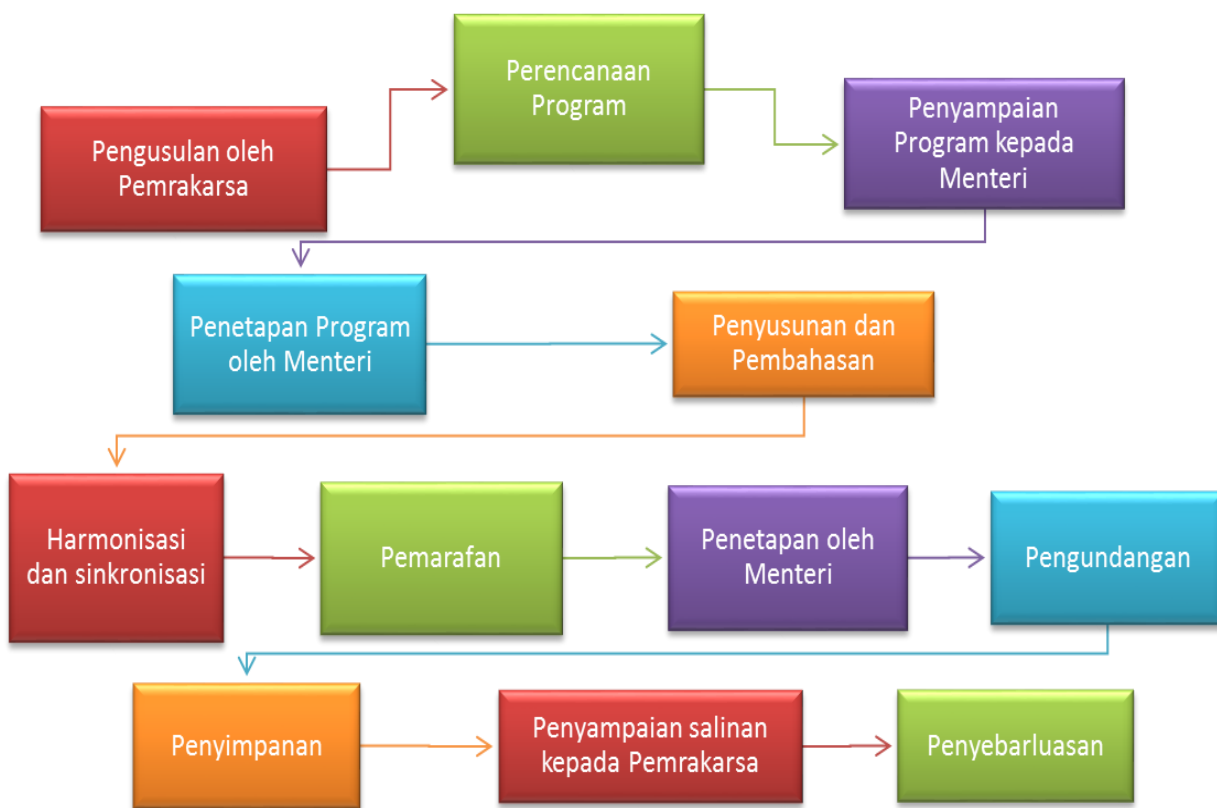 Pengusulan oleh
Pemrakarsa
Perencanaan
Program
Penyampaian
Program kepada
Menteri
Penetapan Program
oleh Menteri
Penyusunan dan
Pembahasan
Harmonisasi
dan sinkronisasi
Pemarafan
Penetapan oleh
Menteri
Pengundangan
Penyimpanan
Penyampaian salinan
kepada Pemrakarsa
Penyebarluasan